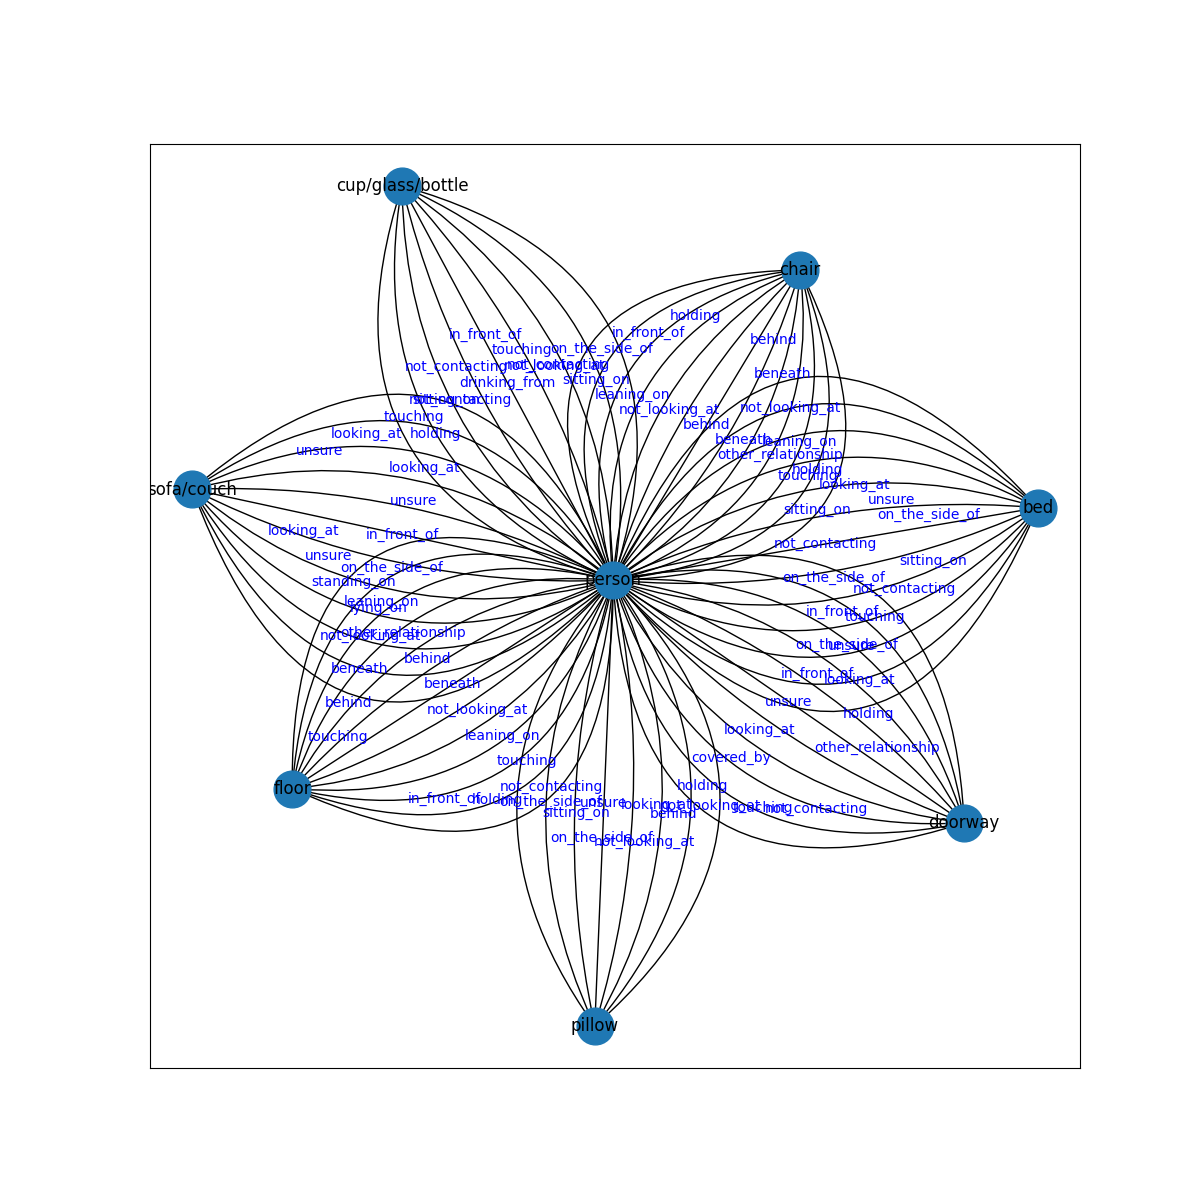 cup/glass/bottle
chair
holding
in_front_of
in_front_of
behind
touching
on_the_side_of
not_contacting
not_looking_at
not_contacting
beneath
sitting_on
drinking_from
leaning_on
sitting_on
not_contacting
not_looking_at
not_looking_at
touching
behind
looking_at
holding
beneath
leaning_on
unsure
other_relationship
looking_at
holding
touching
looking_at
sofa/couch
unsure
unsure
on_the_side_of
bed
sitting_on
looking_at
in_front_of
not_contacting
unsure
sitting_on
on_the_side_of
person
on_the_side_of
standing_on
not_contacting
leaning_on
lying_on
in_front_of
touching
not_looking_at
other_relationship
on_the_side_of
unsure
behind
beneath
in_front_of
looking_at
beneath
behind
unsure
not_looking_at
holding
touching
looking_at
leaning_on
other_relationship
touching
covered_by
floor
not_contacting
holding
in_front_of
holding
on_the_side_of
unsure
looking_at
not_looking_at
touching
not_contacting
sitting_on
behind
doorway
on_the_side_of
not_looking_at
pillow